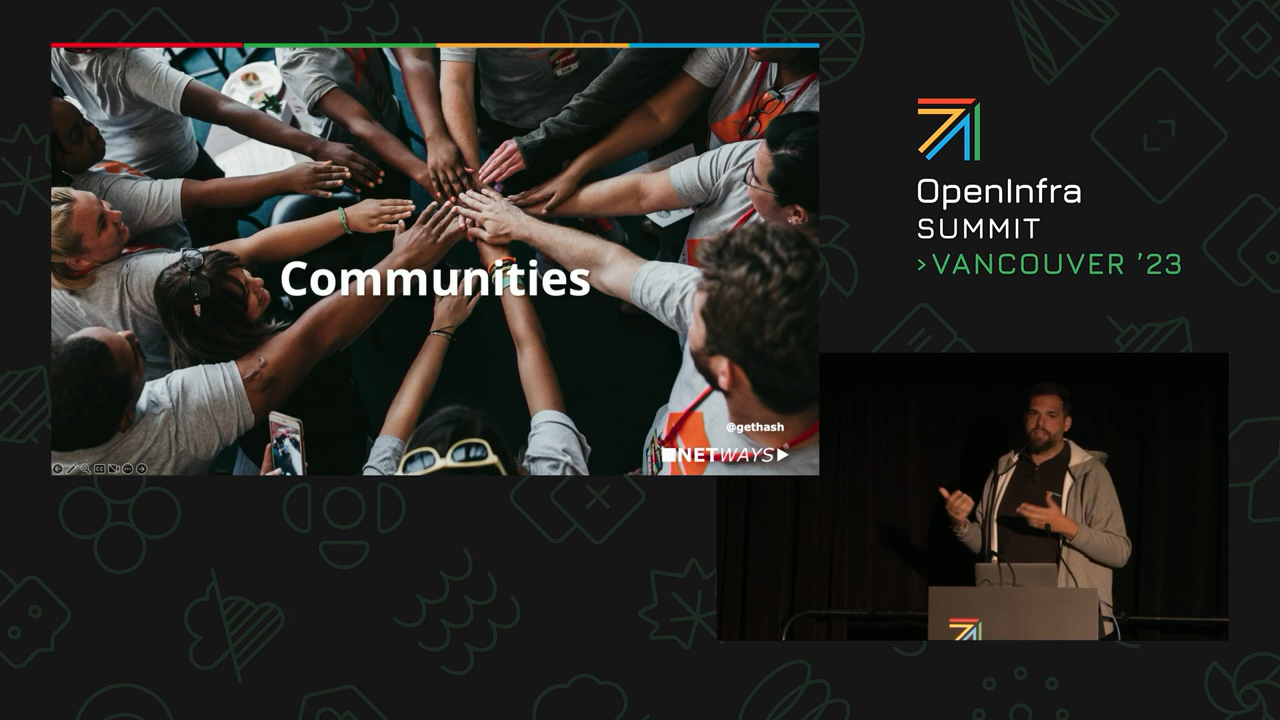 Communities
@gethash
NETWAYS®
OpenInfra
SUMMIT
>VANCOUVER ’23